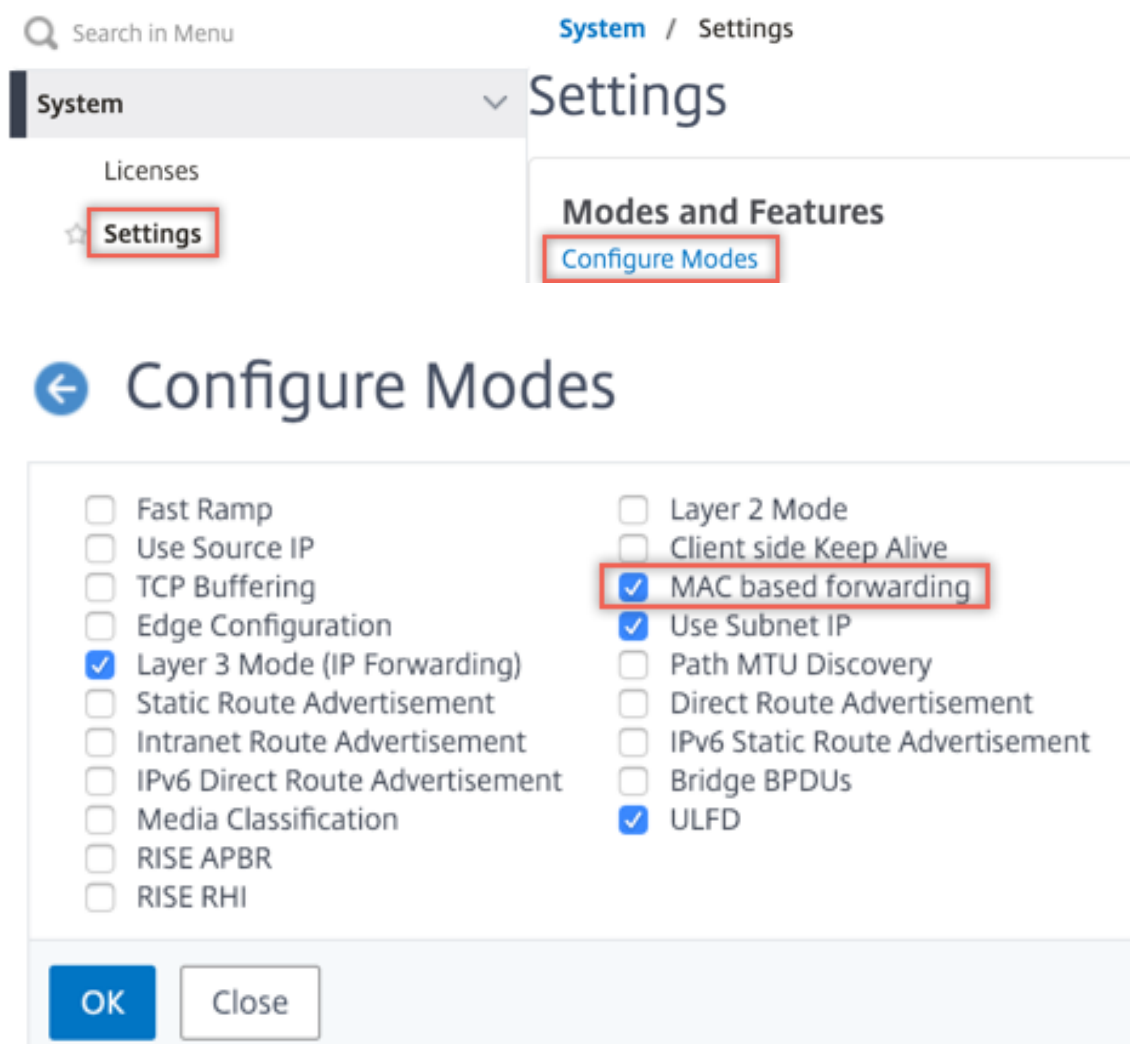 Search in Menu
System / Settings
System
Settings
Licenses
Settings
Modes and Features
Configure Modes
Configure Modes
Fast Ramp
Layer 2 Mode
Use Source IP
Client side Keep Alive
TCP Buffering
MAC based forwarding
Edge Configuration
Use Subnet IP
Layer 3 Mode (IP Forwarding)
Path MTU Discovery
Static Route Advertisement
Direct Route Advertisement
Intranet Route Advertisement
IPv6 Static Route Advertisement
IPv6 Direct Route Advertisement
Bridge BPDUs
Media Classification
ULFD
RISE APBR
RISE RHI
OK
Close